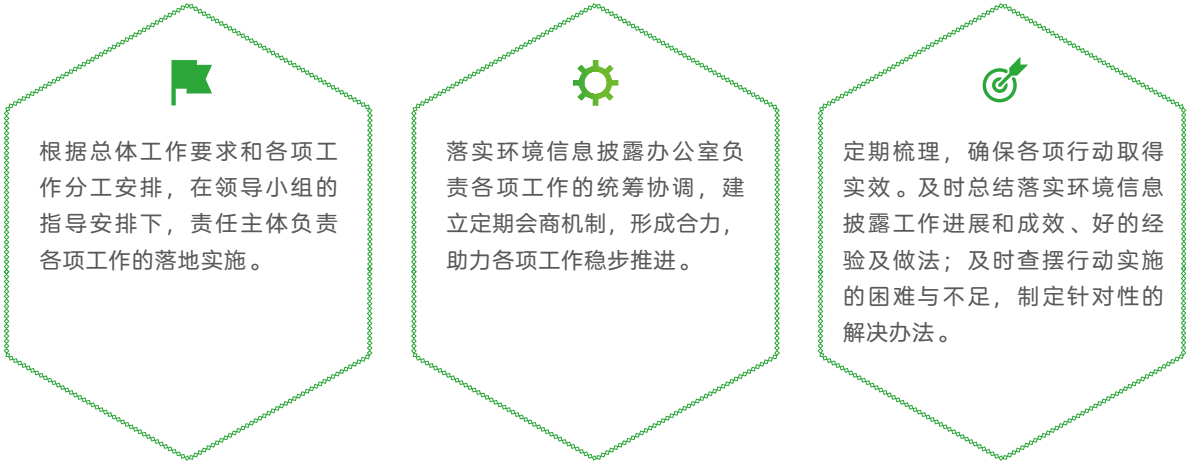 根据总体工作要求和各项工
作分工安排，在领导小组的
指导安排下，责任主体负责
各项工作的落地实施。
落实环境信息披露办公室负
责各项工作的统筹协调，建
立定期会商机制，形成合力，
助力各项工作稳步推进。
定期梳理，确保各项行动取得
实效。及时总结落实环境信息
披露工作进展和成效、好的经
验及做法；及时查摆行动实施
的困难与不足，制定针对性的
解决办法。